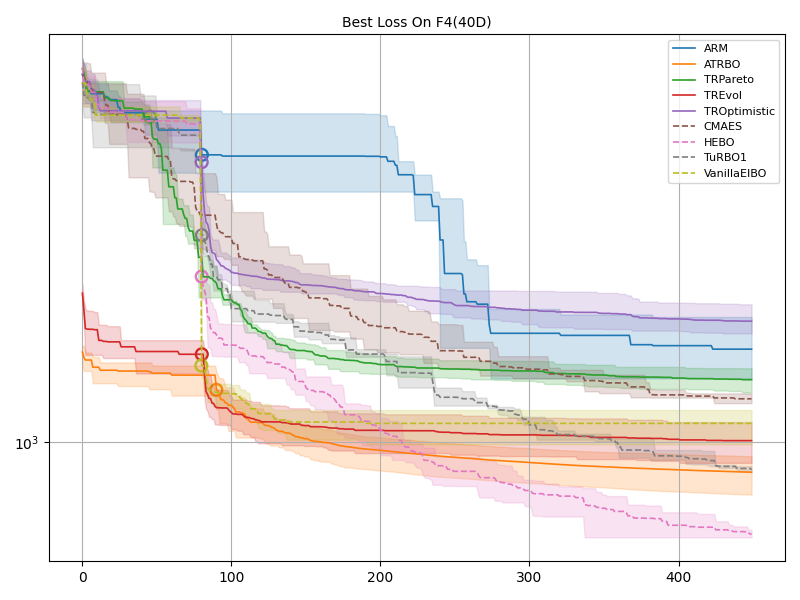 Best Loss On F4(40D)
ARM
ATRBO
TRPareto
TREvol
TROptimistic
CMAES
HEBO
TuRBO1
VanillaEIBO
10³
0 100 200 300 400